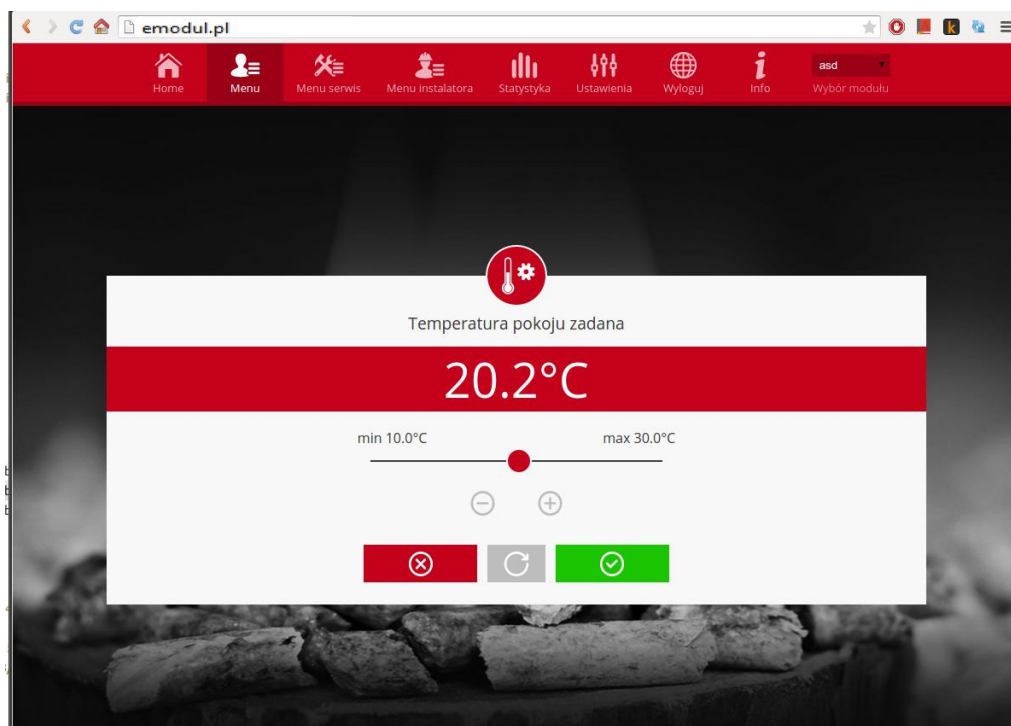 emodul.pl
Home
Menu
Menu serwis
Menu instalatora
Statystyka
Ustawienia
Wyloguj
Info
asd
Wybór modułu
Temperatura pokoju zadana
20.2°C
min 10.0°C
max 30.0°C